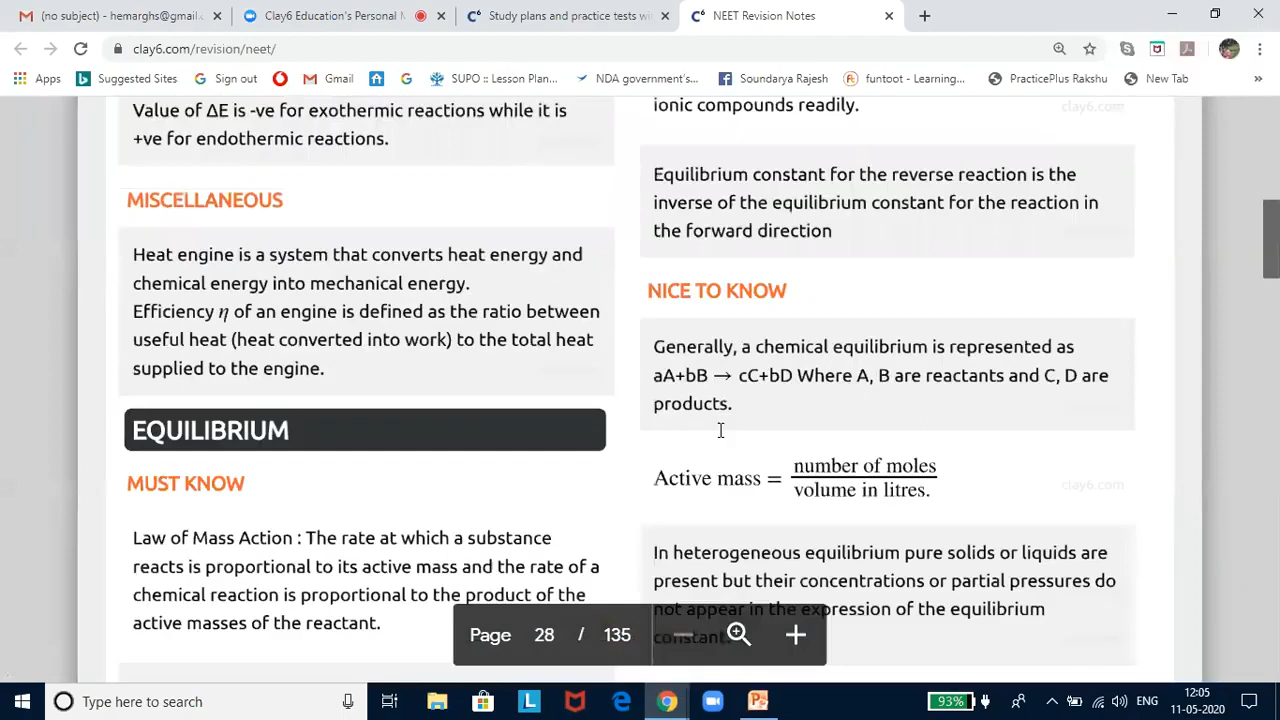 (no subject) - hemarghs@gmail.
Clay6 Education's Personal M
Study plans and practice tests wi
NEET Revision Notes
clay6.com/revision/neet/
Apps
Suggested Sites
Sign out
Gmail
SUPO :: Lesson Plan...
NDA government's...
Soundarya Rajesh
funtoot - Learning...
PracticePlus Rakshu
New Tab
»
Value of ΔE is -ve for exothermic reactions while it is
+ve for endothermic reactions.
MISCELLANEOUS
Heat engine is a system that converts heat energy and
chemical energy into mechanical energy.
Efficiency η of an engine is defined as the ratio between
useful heat (heat converted into work) to the total heat
supplied to the engine.
EQUILIBRIUM
MUST KNOW
Law of Mass Action : The rate at which a substance
reacts is proportional to its active mass and the rate of a
chemical reaction is proportional to the product of the
active masses of the reactant.
ionic compounds readily.
clay6.com
Equilibrium constant for the reverse reaction is the
inverse of the equilibrium constant for the reaction in
the forward direction
NICE TO KNOW
Generally, a chemical equilibrium is represented as
aA+bB → cC+bD Where A, B are reactants and C, D are
products.
Active mass = number of moles
volume in litres.
clay6.com
In heterogeneous equilibrium pure solids or liquids are
present but their concentrations or partial pressures do
not appear in the expression of the equilibrium
constant.
Page 28 / 135
Type here to search
93%
ENG
12:05
11-05-2020